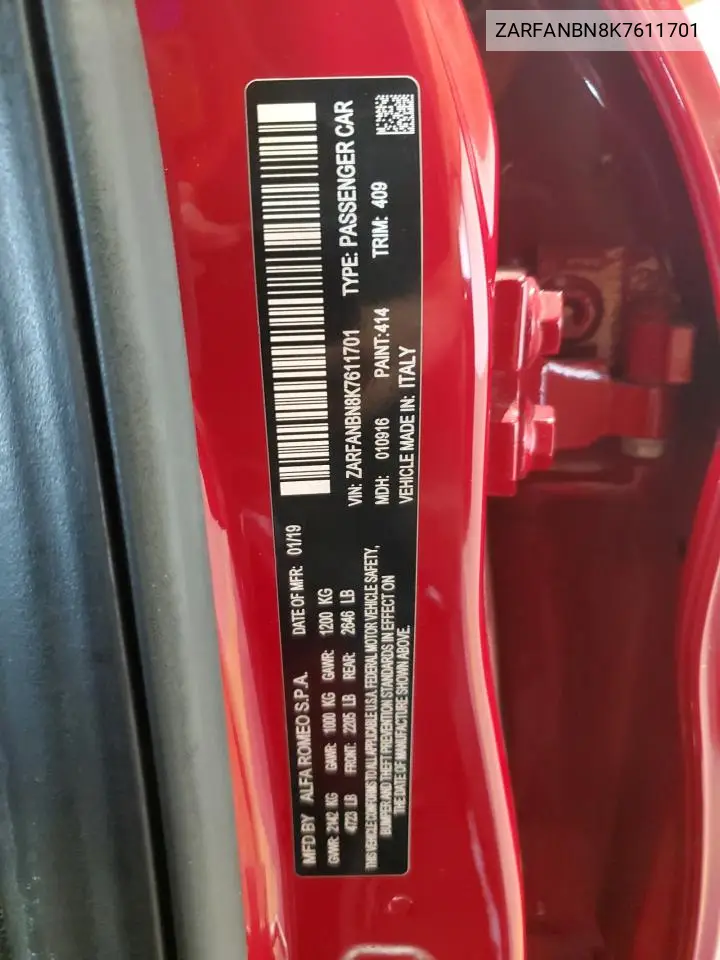 ZARFANBN8K7611701
MFD BY ALFA ROMEO S.P.A. DATE OF MFR: 01/19
GVWR: 2142 KG GAWR: 1000 KG GAWR: 1200 KG
4723 LB FRONT: 2205 LB REAR: 2646 LB
THIS VEHICLE CONFORMS TO ALL APPLICABLE U.S.A. FEDERAL MOTOR VEHICLE SAFETY,
BUMPER AND THEFT PREVENTION STANDARDS IN EFFECT ON
THE DATE OF MANUFACTURE SHOWN ABOVE.
VIN: ZARFANBN8K7611701 TYPE: PASSENGER CAR
MDH: 010916 PAINT:414 TRIM: 409
VEHICLE MADE IN: ITALY